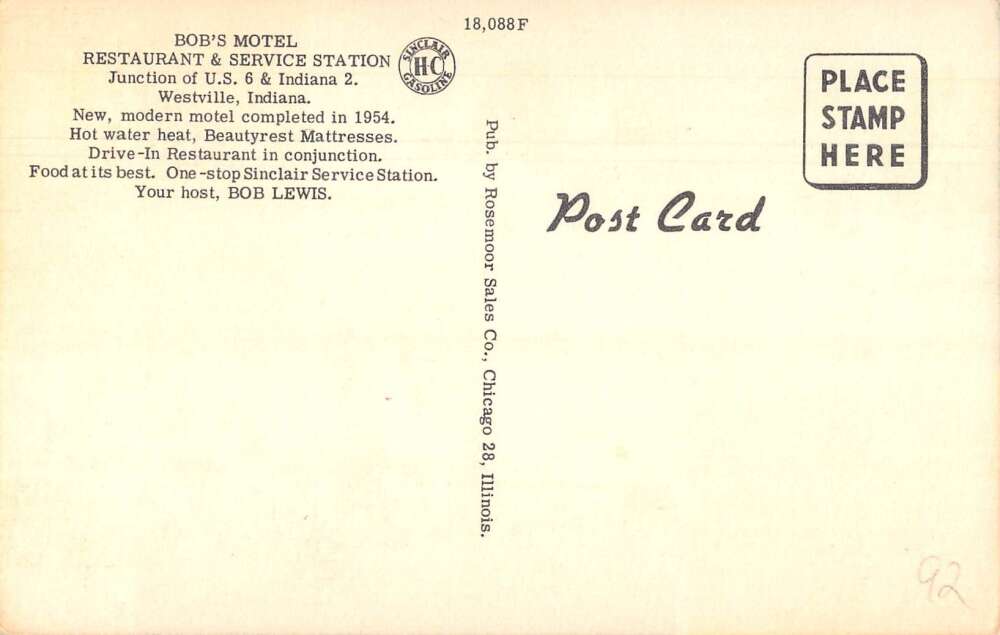 18,088F
BOB'S MOTEL
RESTAURANT & SERVICE STATION
Junction of U.S. 6 & Indiana 2.
Westville, Indiana.
New, modern motel completed in 1954.
Hot water heat, Beautyrest Mattresses.
Drive-In Restaurant in conjunction.
Food at its best. One-stop Sinclair Service Station.
Your host, BOB LEWIS.
SINCLAIR
H-C
GASOLINE
Pub. by Rosemoor Sales Co., Chicago 28, Illinois.
Post Card
PLACE
STAMP
HERE
92